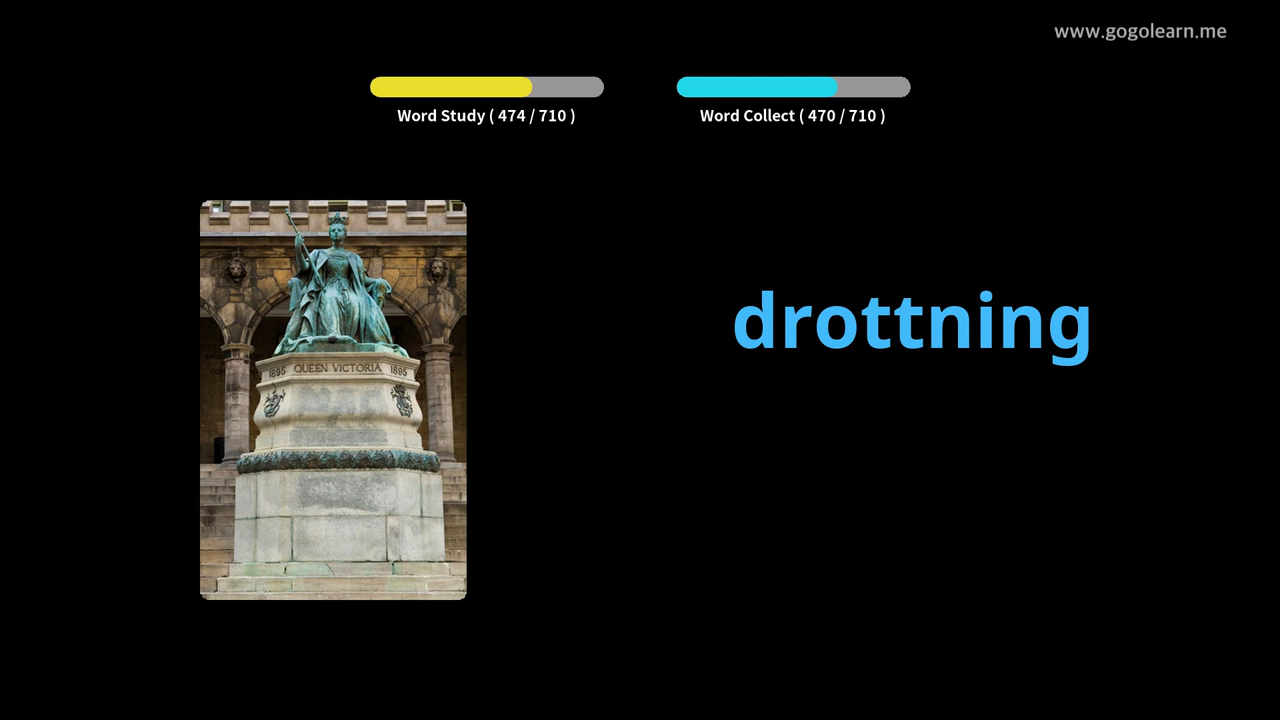 www.gogolearn.me
Word Study ( 474 / 710 )
Word Collect ( 470 / 710 )
drottning
1895 QUEEN VICTORIA 1895